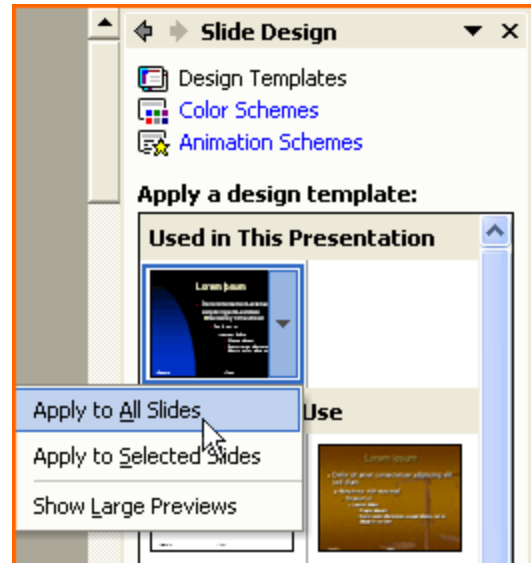 Slide Design
Design Templates
Color Schemes
Animation Schemes
Apply a design template:
Used in This Presentation
Lorem Ipsum
Apply to All Slides
Use
Apply to Selected Slides
Show Large Previews
Lorem Ipsum